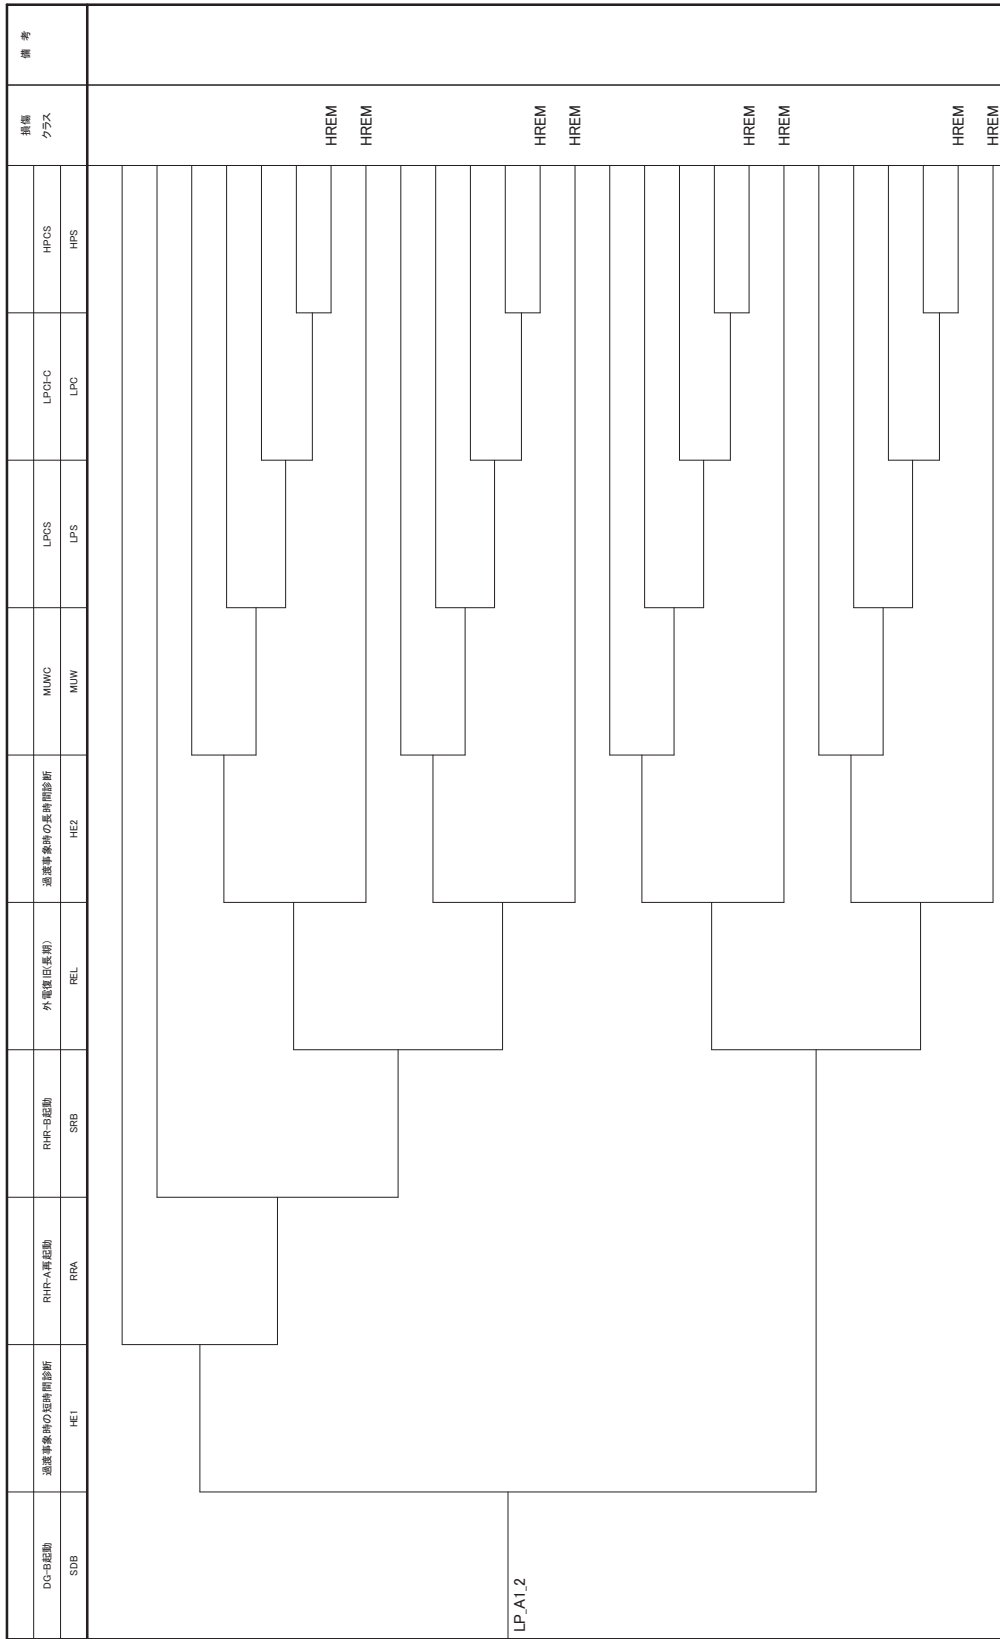 DG-B起動
過渡事象時の短時間診断
RHR-A再起動
RHR-B起動
外電復旧(長期)
過渡事象時の長時間診断
MUWC
LPCS
LPCI-C
HPCS
損傷
クラス
備 考
SDB
HE1
RRA
SRB
REL
HE2
MUW
LPS
LPC
HPS
HREM
HREM
HREM
HREM
HREM
HREM
HREM
HREM
LP_A1_2